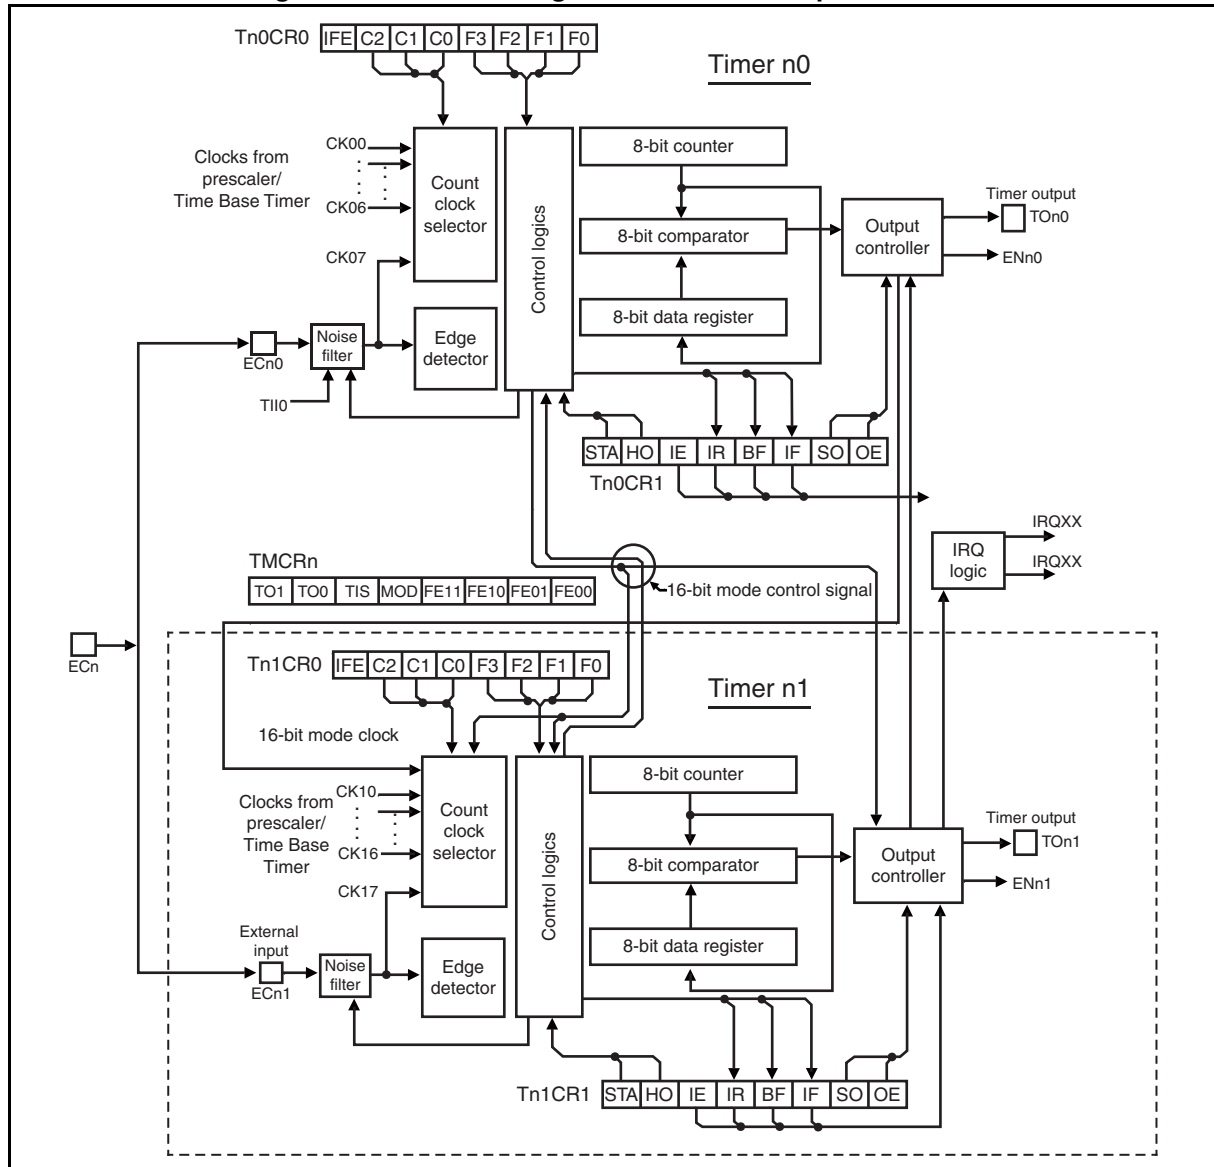 Tn0CR0 IFE C2 C1 C0 F3 F2 F1 F0
Timer n0
Clocks from
prescaler/
Time Base Timer
CK00
CK06
CK07
Count
clock
selector
Control logics
8-bit counter
8-bit comparator
8-bit data register
Output
controller
Timer output
TOn0
ENn0
ECn0
Noise
filter
Edge
detector
TII0
STA HO IE IR BF IF SO OE
Tn0CR1
IRQ
logic
IRQXX
IRQXX
TMCRn
TO1 TO0 TIS MOD FE11 FE10 FE01 FE00
16-bit mode control signal
ECn
Tn1CR0 IFE C2 C1 C0 F3 F2 F1 F0
Timer n1
16-bit mode clock
Clocks from
prescaler/
Time Base
Timer
CK10
CK16
CK17
Count
clock
selector
Control logics
8-bit counter
8-bit comparator
8-bit data register
Output
controller
Timer output
TOn1
ENn1
External
input
ECn1
Noise
filter
Edge
detector
Tn1CR1 STA HO IE IR BF IF SO OE